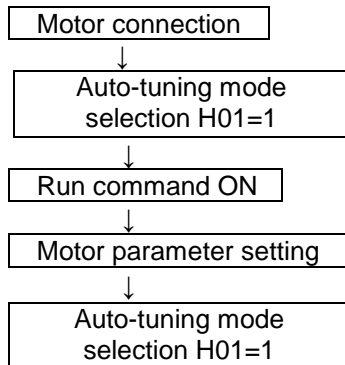 Motor connection
↓
Auto-tuning mode
selection H01=1
↓
Run command ON
↓
Motor parameter setting
↓
Auto-tuning mode
selection H01=1